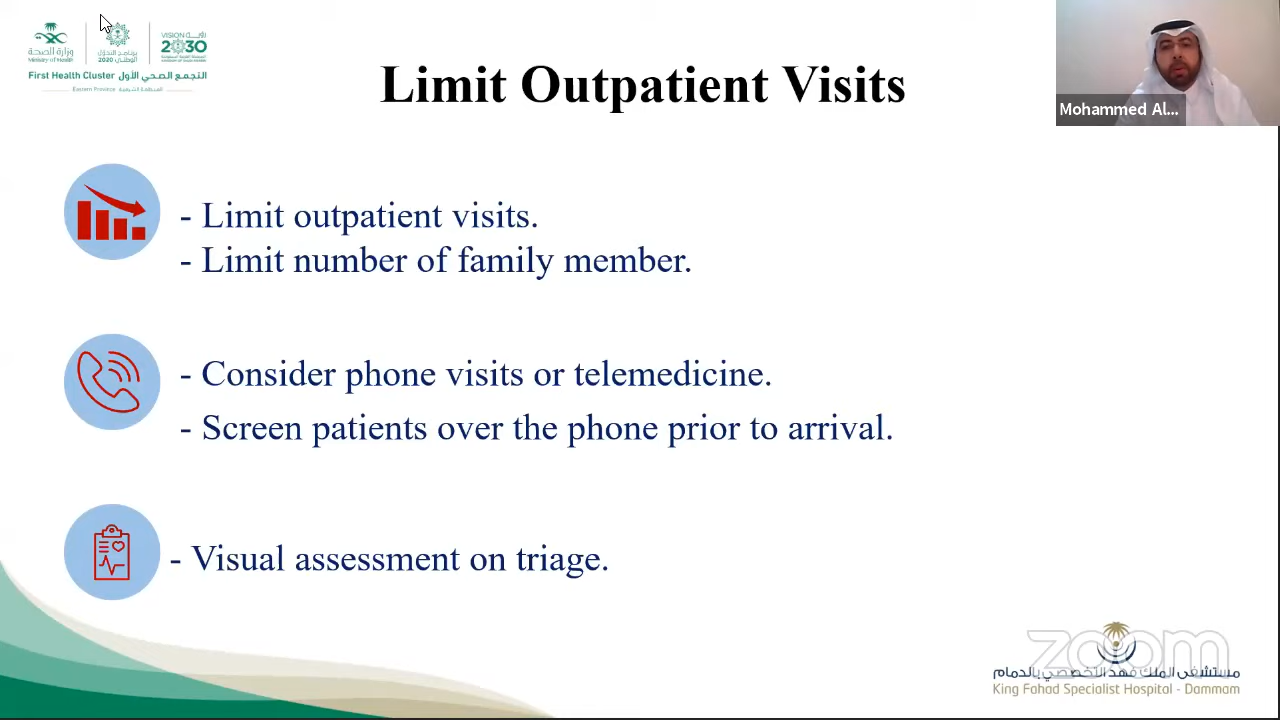 وزارة الصحة
Ministry of Health
برنامج التحول
الوطني 2020
VISION رؤية
2030
First Health Cluster التجمع الصحي الأول
Eastern Province المنطقة الشرقية
Limit Outpatient Visits
Mohammed Al...
- Limit outpatient visits.
- Limit number of family member.
- Consider phone visits or telemedicine.
- Screen patients over the phone prior to arrival.
- Visual assessment on triage.
zoom
مستشفى الملك فهد التخصصي بالدمام
King Fahad Specialist Hospital - Dammam